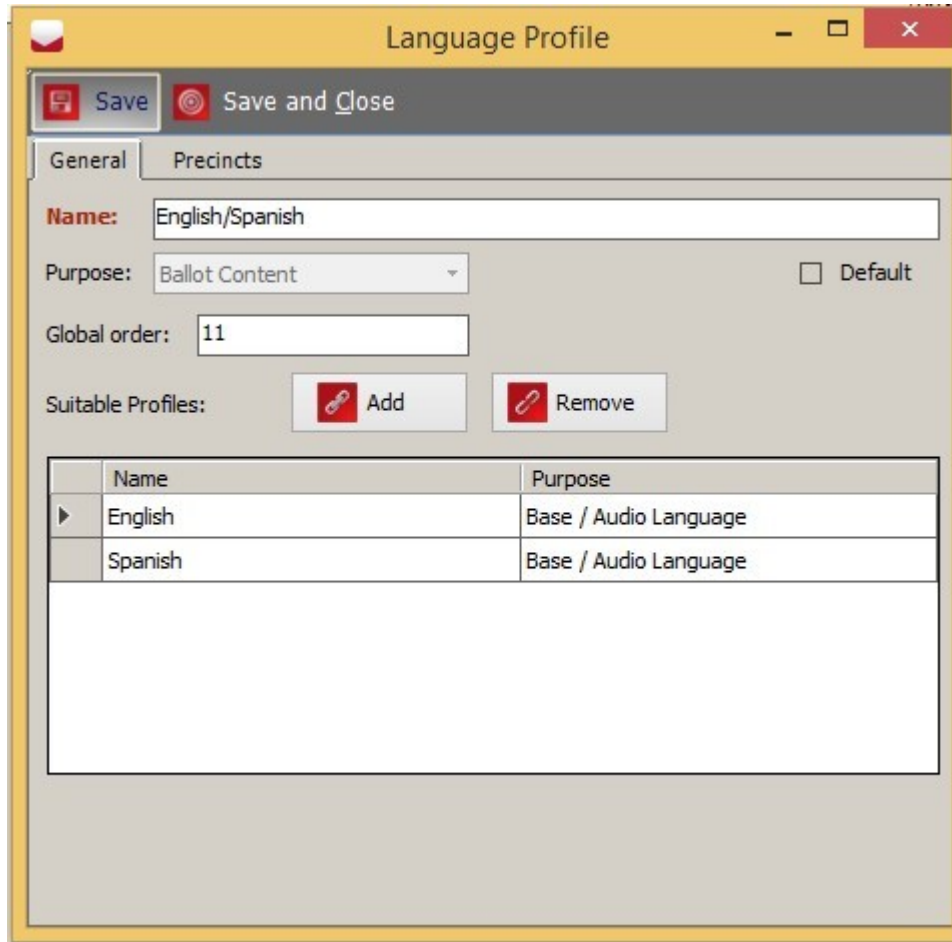 Language Profile
Save Save and Close
General Precincts
Name: English/Spanish
Purpose: Ballot Content Default
Global order: 11
Suitable Profiles: Add Remove
Name Purpose
English Base / Audio Language
Spanish Base / Audio Language